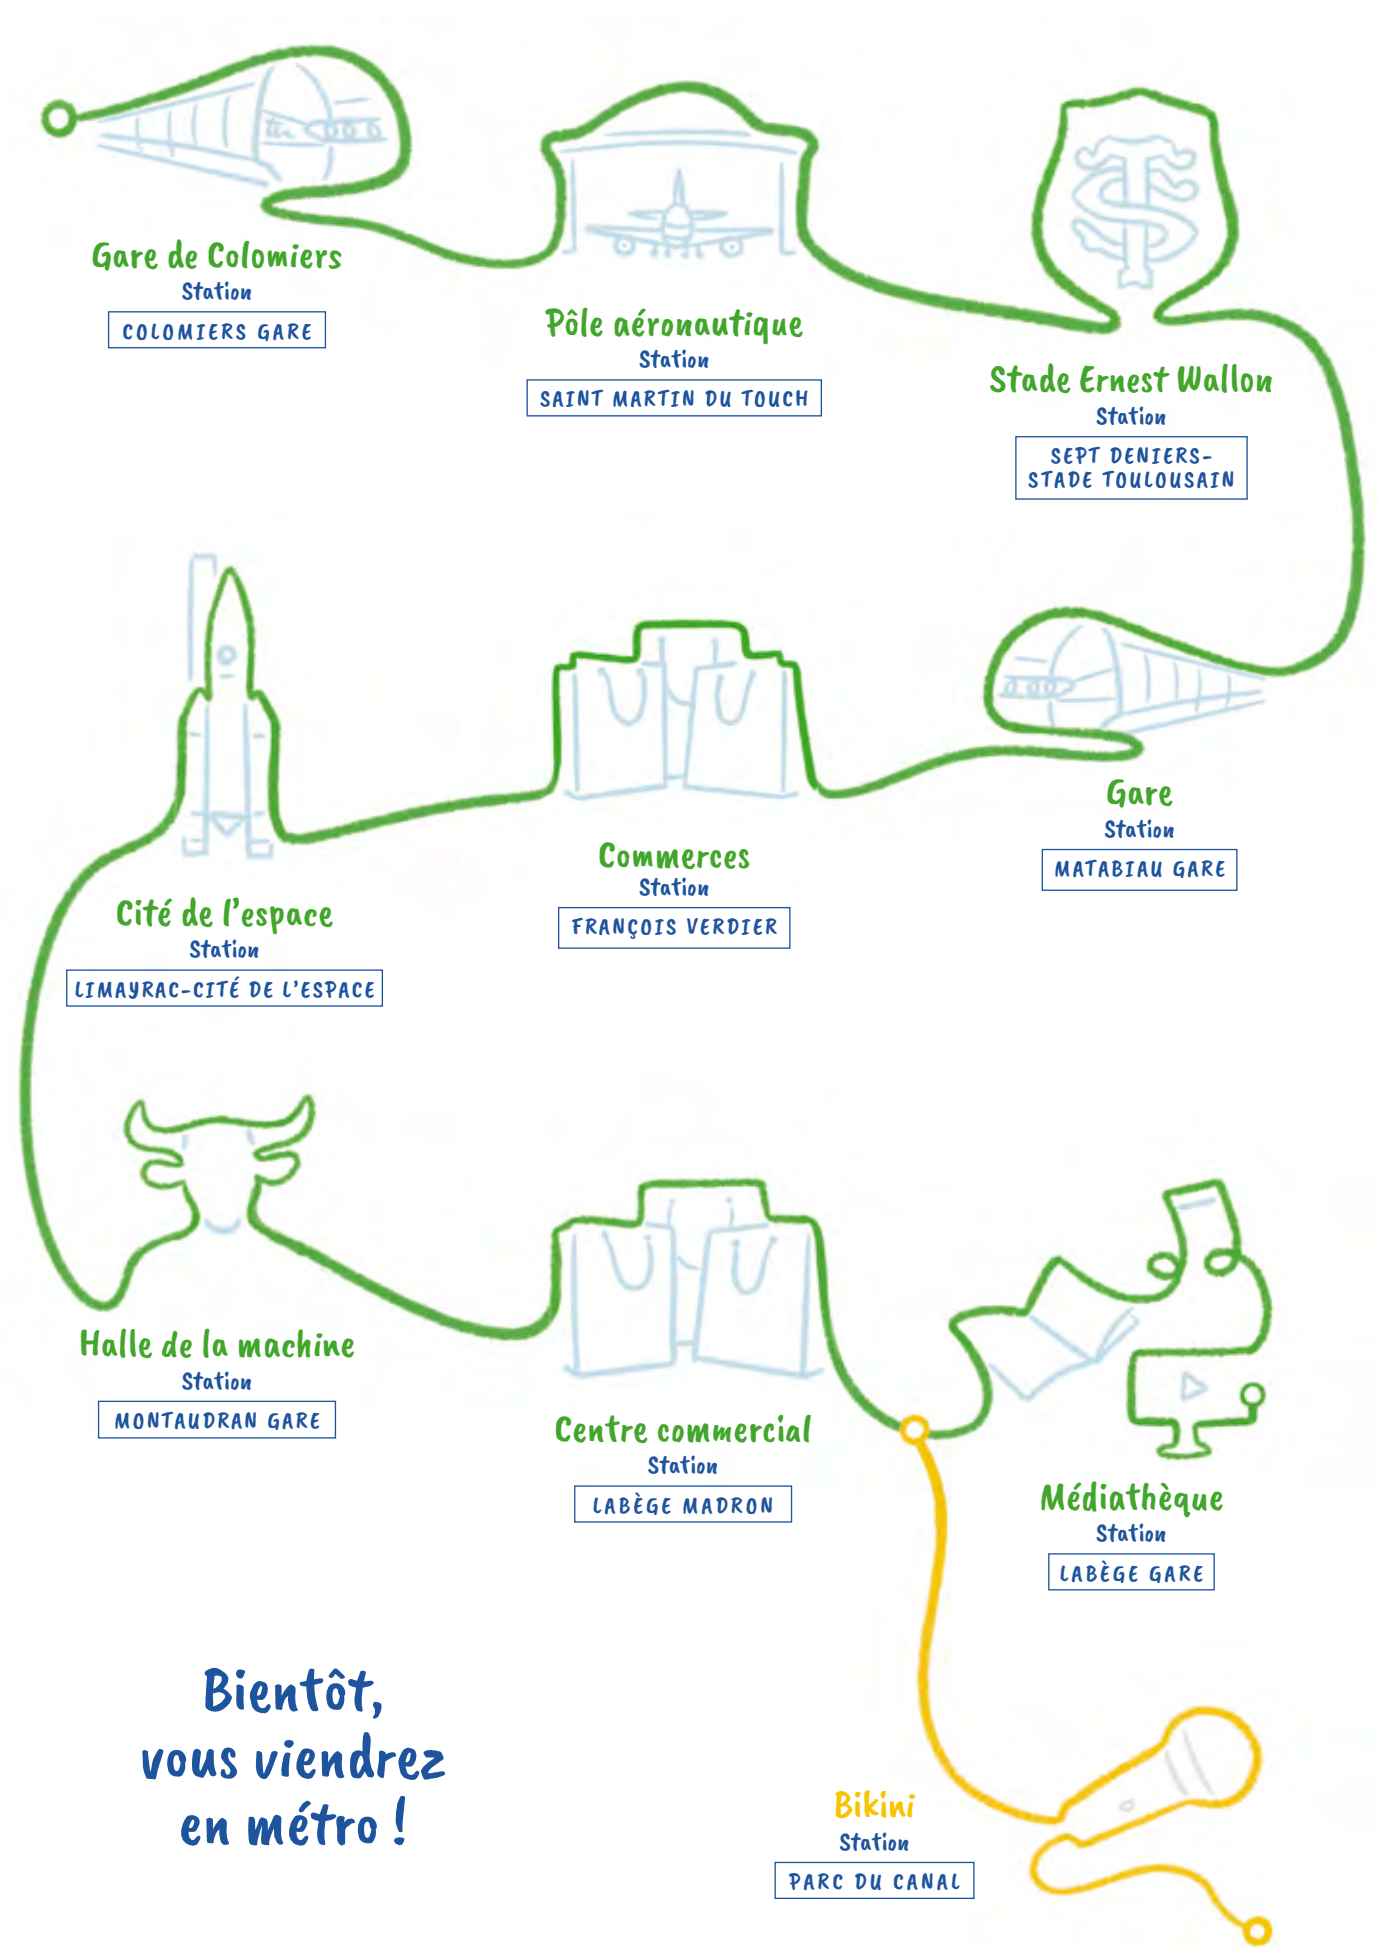 Gare de Colomiers
Station
COLOMIERS GARE
Pôle aéronautique
Station
SAINT MARTIN DU TOUCH
Stade Ernest Wallon
Station
SEPT DENIERS-
STADE TOULOUSAIN
Cité de l'espace
Station
LIMAYRAC-CITÉ DE L'ESPACE
Commerces
Station
FRANÇOIS VERDIER
Gare
Station
MATABIAU GARE
Halle de la machine
Station
MONTAUDRAN GARE
Centre commercial
Station
LABÈGE MADRON
Médiathèque
Station
LABÈGE GARE
Bientôt,
vous viendrez
en métro !
Bikini
Station
PARC DU CANAL